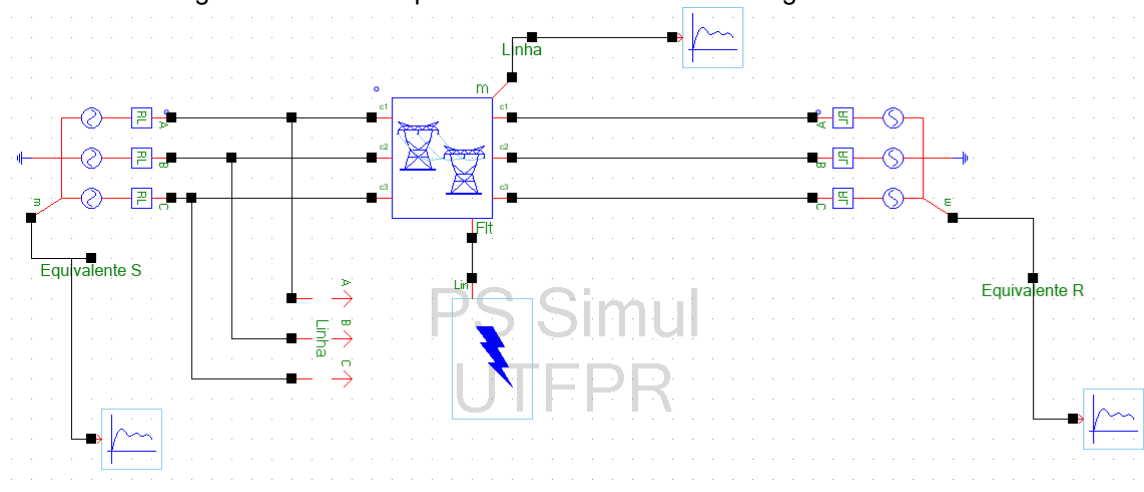 Linha
m
c1
c1
A
A
c2
c2
B
B
c3
c3
C
C
m
m
Flt
Equivalente S
Lin
Equivalente R
A
B
Linha
C
PS Simul
UTFPR
RL
RL
RL
RL
RL
RL